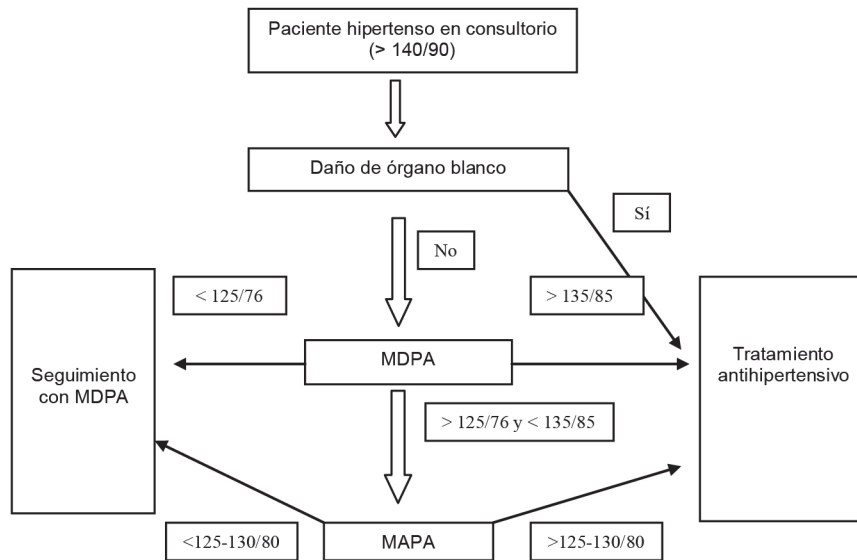 Paciente hipertenso en consultorio
(> 140/90)
Daño de órgano blanco
Sí
No
< 125/76
> 135/85
MDPA
Seguimiento
con MDPA
Tratamiento
antihipertensivo
> 125/76 y < 135/85
<125-130/80
MAPA
>125-130/80